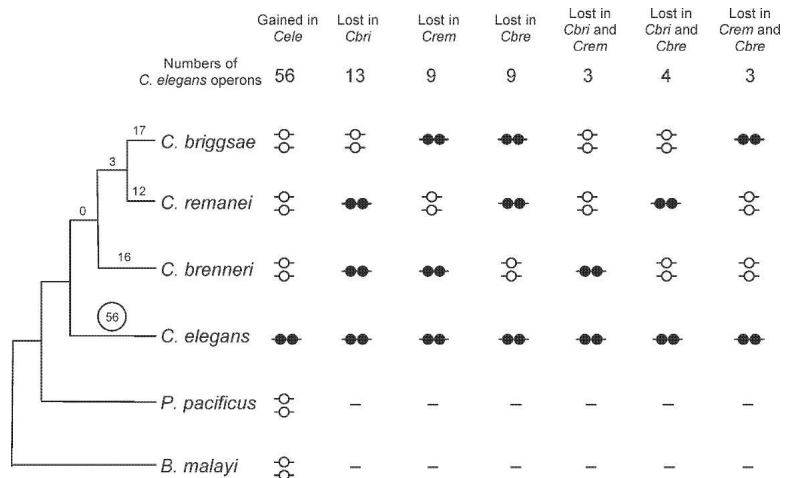 Gained in Cele
Lost in Cbri
Lost in Crem
Lost in Cbre
Lost in Cbri and Crem
Lost in Cbri and Cbre
Lost in Crem and Cbre
Numbers of
C. elegans operons
56 13 9 9 3 4 3
17
C. briggsae
3
12
C. remanei
0
16
C. brenneri
56
C. elegans
P. pacificus – – – – – –
B. malayi – – – – – –